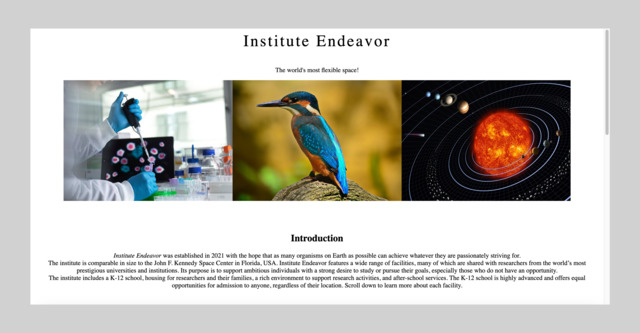 Institute Endeavor
The world's most flexible space!
Introduction
Institute Endeavor was established in 2021 with the hope that as many organisms on Earth as possible can achieve whatever they are passionately striving for.
The institute is comparable in size to the John F. Kennedy Space Center in Florida, USA. Institute Endeavor features a wide range of facilities, many of which are shared with researchers from the world's most
prestigious universities and institutions. Its purpose is to support ambitious individuals with a strong desire to study or pursue their goals, especially those who do not have an opportunity.
The institute includes a K-12 school, housing for researchers and their families, a rich environment to support research activities, and after-school services. The K-12 school is highly advanced and offers equal
opportunities for admission to anyone, regardless of their location. Scroll down to learn more about each facility.